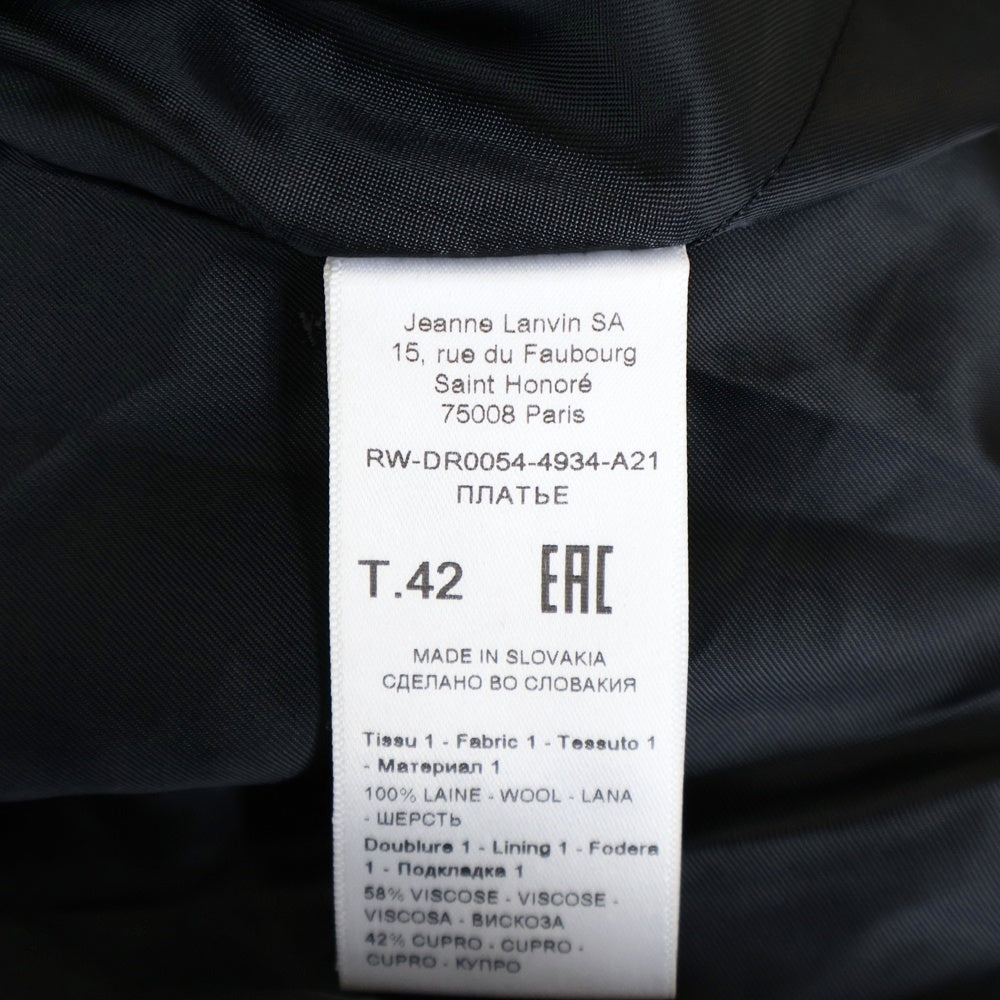 Jeanne Lanvin SA
15, rue du Faubourg
Saint Honoré
75008 Paris
RW-DR0054-4934-A21
ПЛАТЬЕ
T.42 EAC
MADE IN SLOVAKIA
СДЕЛАНО ВО СЛОВАКИЯ
Tissu 1 - Fabric 1 - Tessuto 1
- Материал 1
100% LAINE - WOOL - LANA
- ШЕРСТЬ
Doublure 1 - Lining 1 - Fodera
1 - Подкладка 1
58% VISCOSE - VISCOSE -
VISCOSA - ВИСКОЗА
42% CUPRO - CUPRO -
CUPRO - КУПРО